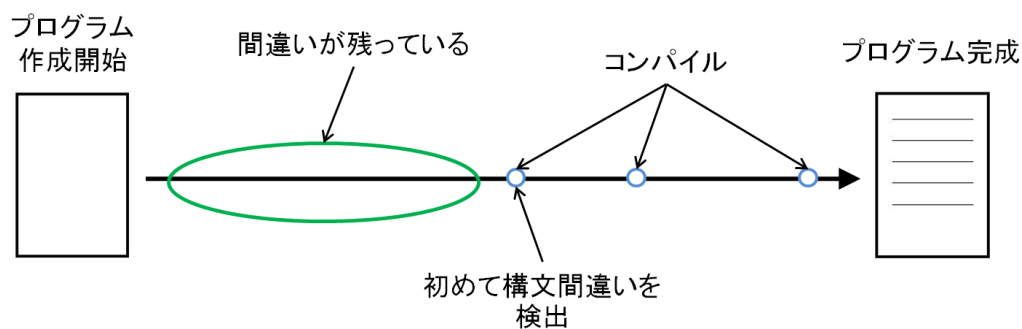 プログラム
作成開始
間違いが残っている
コンパイル
プログラム完成
初めて構文間違いを
検出